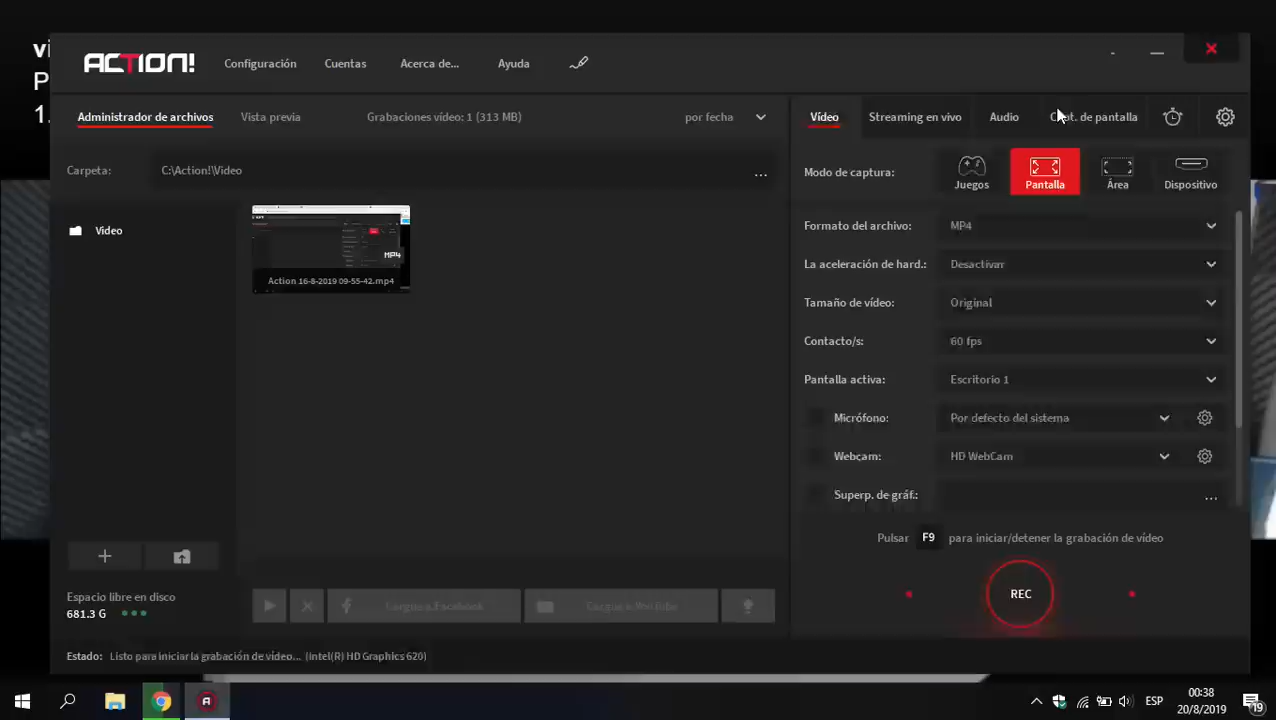 vi
P
1.
ACTION!
Configuración Cuentas Acerca de... Ayuda
Administrador de archivos Vista previa Grabaciones vídeo: 1 (313 MB) por fecha
Carpeta: C:\Action!\Video ...
Video
MP4
Action 16-8-2019 09-55-42.mp4
Espacio libre en disco
681.3 G
Cargue a Facebook Cargue a YouTube
Estado: Listo para iniciar la grabación de vídeo... (Intel(R) HD Graphics 620)
Vídeo Streaming en vivo Audio de pantalla
Modo de captura: Juegos Pantalla Área Dispositivo
Formato del archivo: MP4
La aceleración de hard.: Desactivar
Tamaño de vídeo: Original
Contacto/s: 60 fps
Pantalla activa: Escritorio 1
Micrófono: Por defecto del sistema
Webcam: HD WebCam
Superp. de gráf.: ...
Pulsar F9 para iniciar/detener la grabación de vídeo
REC
A
ESP
00:38
20/8/2019
19